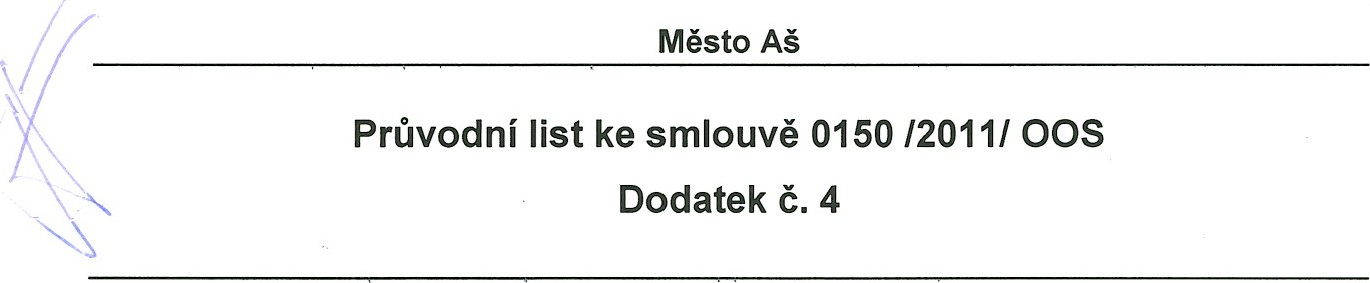 Město Aš
Průvodní list ke smlouvě 0150 /2011/ OOS
Dodatek č. 4